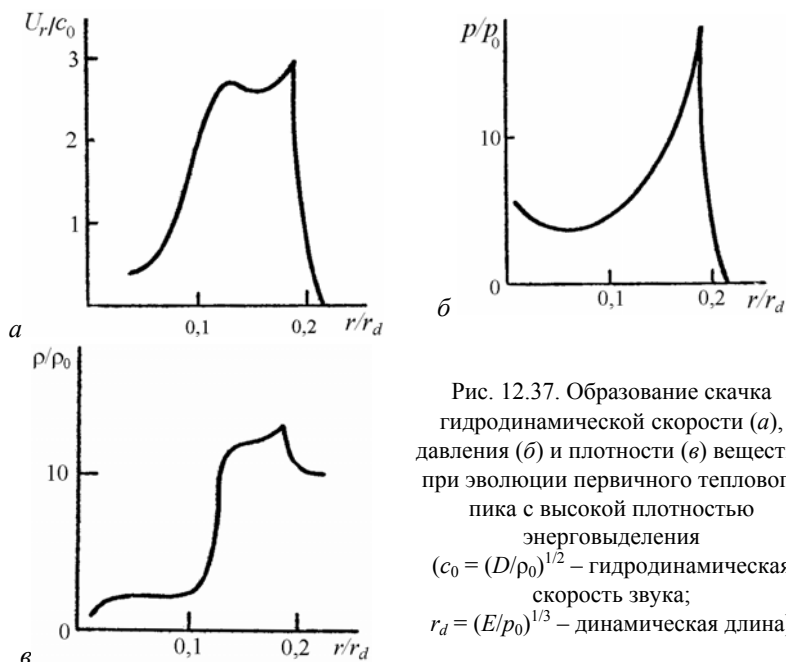 U_r/c_0
3
2
1
0,1
0,2
r/r_d
а
p/p_0
10
0
0,1
0,2
r/r_d
б
ρ/ρ_0
10
0
0,1
0,2
r/r_d
в
Рис. 12.37. Образование скачка
гидродинамической скорости (а),
давления (б) и плотности (в) вещест
при эволюции первичного теплово
пика с высокой плотностью
энерговыделения
(c_0 = (D/ρ_0)^{1/2} – гидродинамическая
скорость звука;
r_d = (E/p_0)^{1/3} – динамическая длина